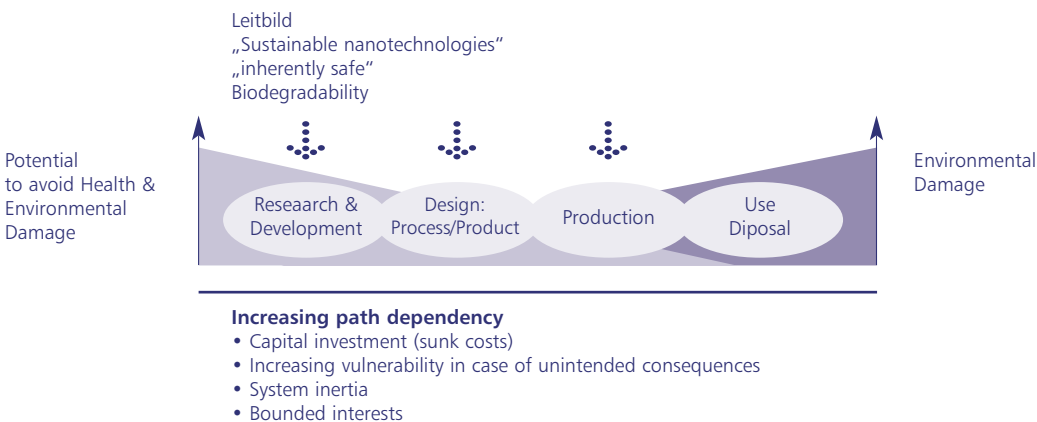 Leitbild
„Sustainable nanotechnologies“
„inherently safe“
Biodegradability
Potential
to avoid Health &
Environmental
Damage
Environmental
Damage
Reseaarch &
Development
Design:
Process/Product
Production
Use
Diposal
Increasing path dependency
• Capital investment (sunk costs)
• Increasing vulnerability in case of unintended consequences
• System inertia
• Bounded interests